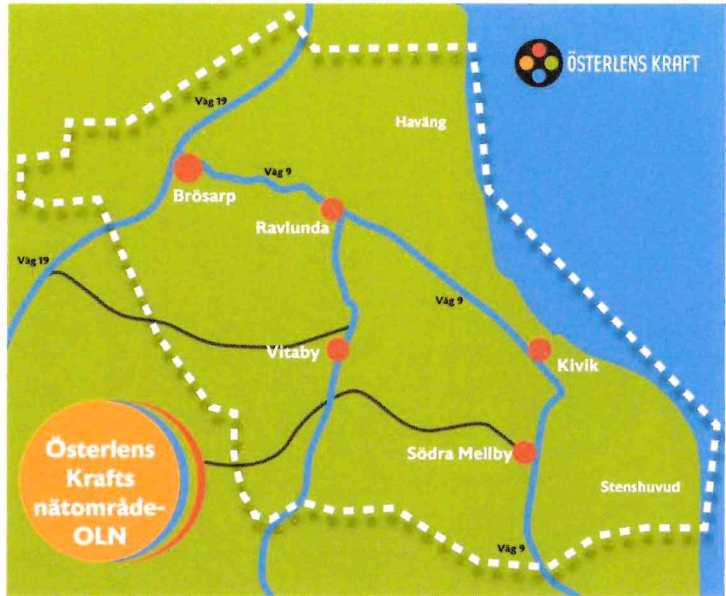 ÖSTERLENS KRAFT
Väg 19
Haväng
Väg 9
Brösarp
Ravlunda
Väg 19
Väg 9
Vitaby
Kivik
Södra Mellby
Österlens
Krafts
nätområde-
OLN
Stenshuvud
Väg 9